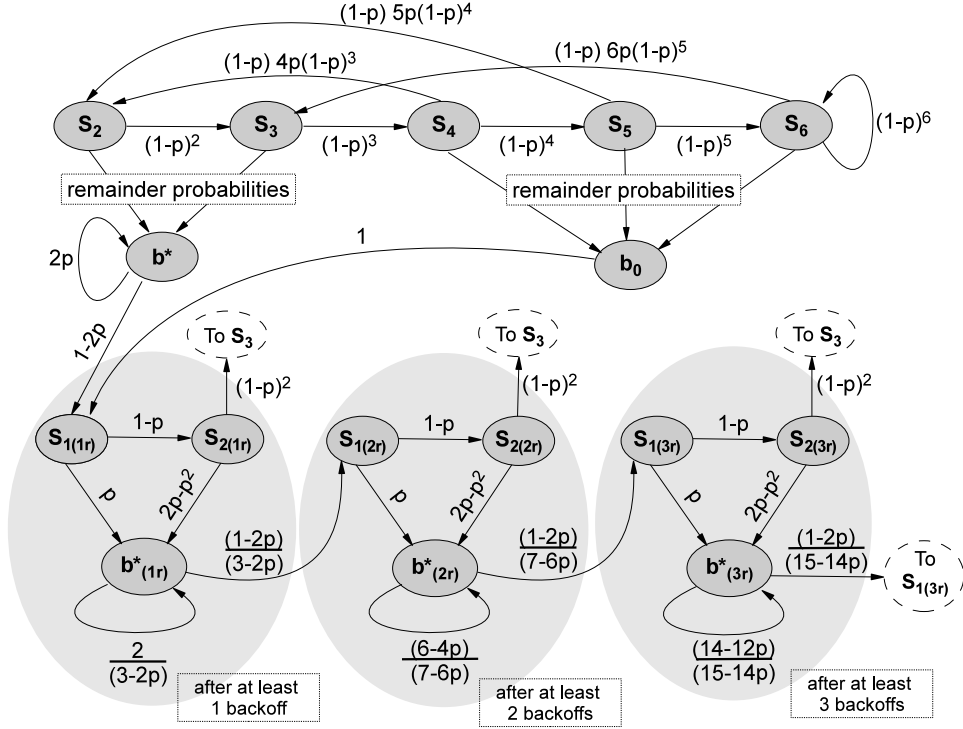 (1-p) 5p(1-p)⁴
(1-p) 4p(1-p)³
(1-p) 6p(1-p)⁵
S₂
S₃
S₄
S₅
S₆
(1-p)²
(1-p)³
(1-p)⁴
(1-p)⁵
(1-p)⁶
remainder probabilities
remainder probabilities
2p
b*
1
b₀
1-2p
To S₃
To S₃
To S₃
(1-p)²
(1-p)²
(1-p)²
S₁₍₁ᵣ₎
1-p
S₂₍₁ᵣ₎
S₁₍₂ᵣ₎
1-p
S₂₍₂ᵣ₎
S₁₍₃ᵣ₎
1-p
S₂₍₃ᵣ₎
p
2p-p²
p
2p-p²
p
2p-p²
b*₍₁ᵣ₎
(1-2p)
(3-2p)
b*₍₂ᵣ₎
(1-2p)
(7-6p)
b*₍₃ᵣ₎
(1-2p)
(15-14p)
To
S₁₍₃ᵣ₎
2
(3-2p)
(6-4p)
(7-6p)
(14-12p)
(15-14p)
after at least
1 backoff
after at least
2 backoffs
after at least
3 backoffs